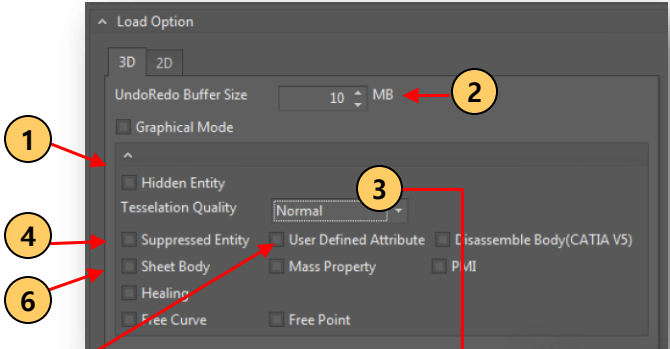 Load Option
3D 2D
UndoRedo Buffer Size 10 MB 2
Graphical Mode
1
Hidden Entity
3
Tesselation Quality Normal
4 Suppressed Entity User Defined Attribute Disassemble Body(CATIA V5)
Sheet Body Mass Property PMI
6
Healing
Free Curve Free Point